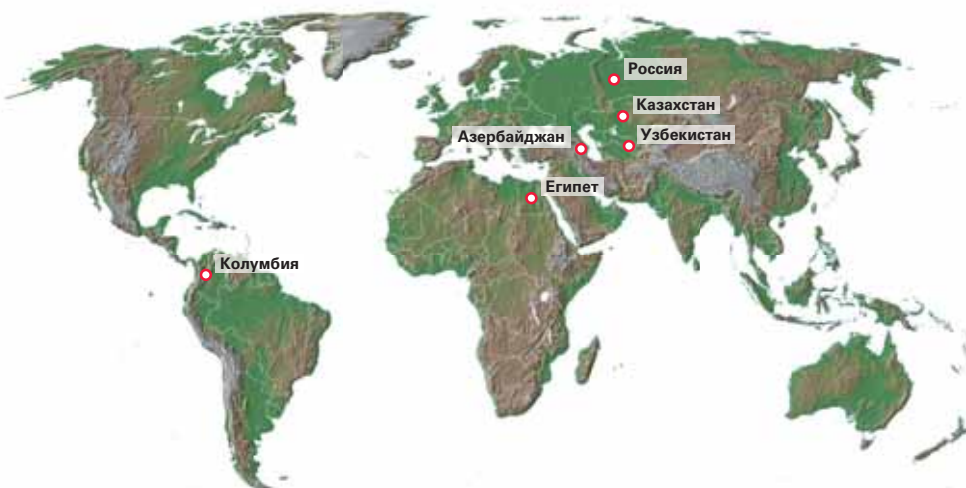 Россия
Казахстан
Азербайджан
Узбекистан
Египет
Колумбия